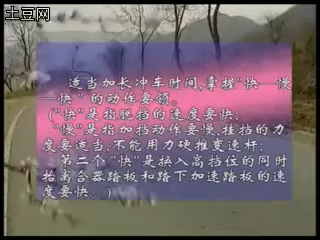 土豆网
适当加长冲车时间,掌握"快一慢
一快"的动作要领。
("快"是指脱挡的速度要快;
"慢"是指加挡动作要慢,挂挡的力
度要适当,不能用力硬推变速杆;
第二个"快"是换入高挡位的同时
抬离合器踏板和踏下加速踏板的速
度要快。)